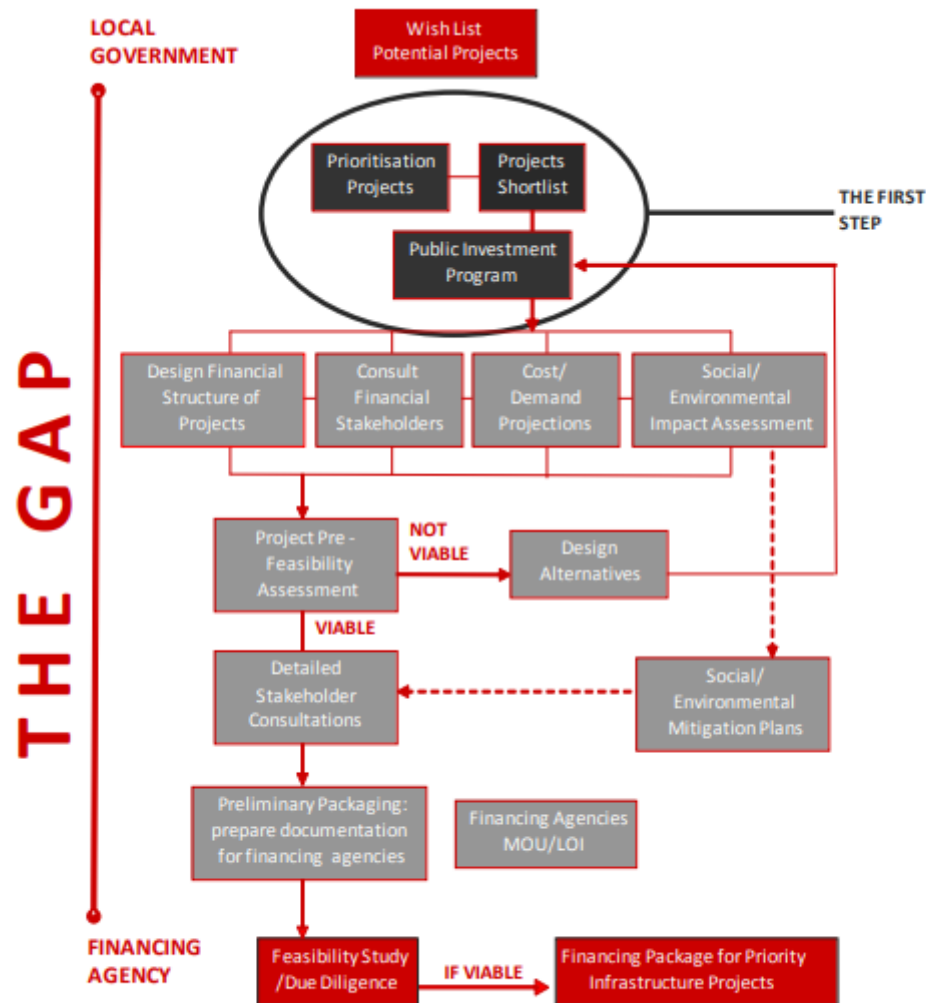 LOCAL
GOVERNMENT
Wish List
Potential Projects
Prioritisation
Projects
Projects
Shortlist
THE FIRST
STEP
Public Investment
Program
THE GAP
Design Financial
Structure of
Projects
Consult
Financial
Stakeholders
Cost/
Demand
Projections
Social/
Environmental
Impact Assessment
Project Pre -
Feasibility
Assessment
NOT
VIABLE
Design
Alternatives
VIABLE
Detailed
Stakeholder
Consultations
Social/
Environmental
Mitigation Plans
Preliminary Packaging:
prepare documentation
for financing agencies
Financing Agencies
MOU/LOI
FINANCING
AGENCY
Feasibility Study
/Due Diligence
IF VIABLE
Financing Package for Priority
Infrastructure Projects